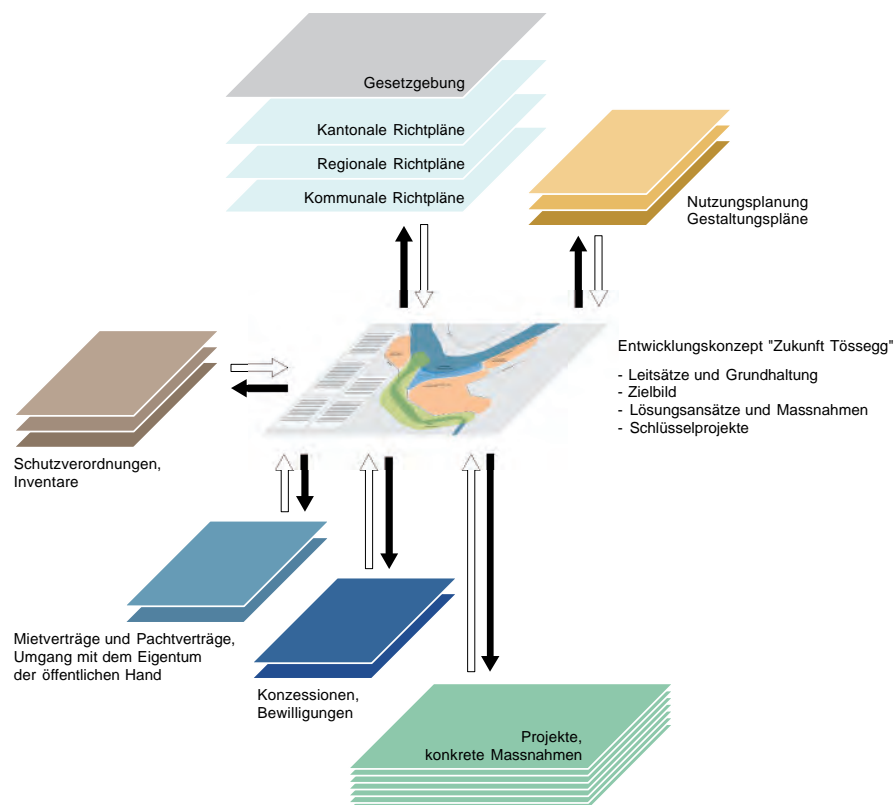 Gesetzgebung
Kantonale Richtpläne
Regionale Richtpläne
Kommunale Richtpläne
Nutzungsplanung
Gestaltungspläne
Entwicklungskonzept "Zukunft Tössegg"
- Leitsätze und Grundhaltung
- Zielbild
- Lösungsansätze und Massnahmen
- Schlüsselprojekte
Schutzverordnungen,
Inventare
Mietverträge und Pachtverträge,
Umgang mit dem Eigentum
der öffentlichen Hand
Konzessionen,
Bewilligungen
Projekte,
konkrete Massnahmen